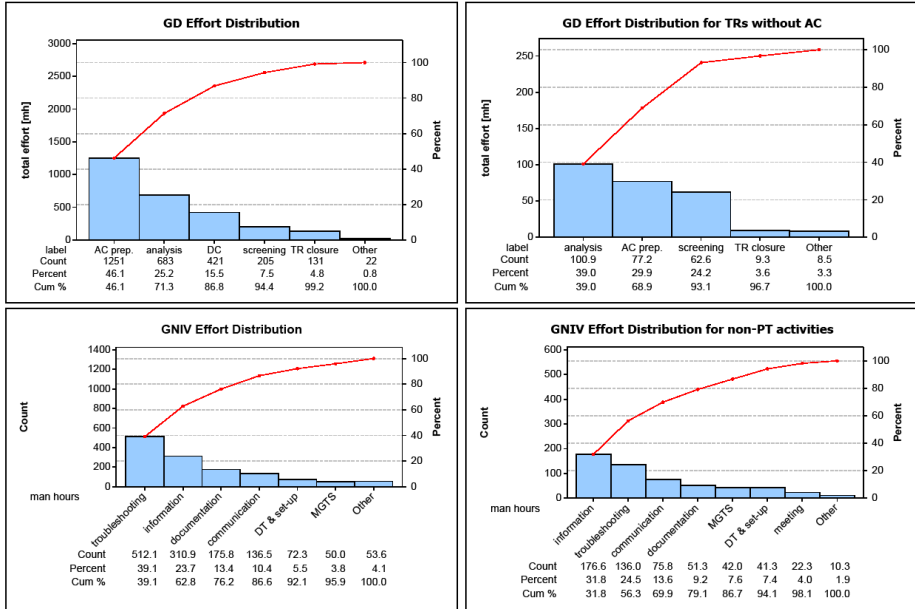 GD Effort Distribution
3000
2500
2000
1500
1000
500
0
total effort [mh]
100
80
60
40
20
0
Percent
label AC prep. analysis DC screening TR closure Other
Count 1251 683 421 205 131 22
Percent 46.1 25.2 15.5 7.5 4.8 0.8
Cum % 46.1 71.3 86.8 94.4 99.2 100.0
GD Effort Distribution for TRs without AC
250
200
150
100
50
0
total effort [mh]
100
80
60
40
20
0
Percent
label analysis AC prep. screening TR closure Other
Count 100.9 77.2 62.6 9.3 8.5
Percent 39.0 29.9 24.2 3.6 3.3
Cum % 39.0 68.9 93.1 96.7 100.0
GNIV Effort Distribution
1400
1200
1000
800
600
400
200
0
Count
100
80
60
40
20
0
Percent
man hours troubleshooting information documentation communication DT & set-up MGTS Other
Count 512.1 310.9 175.8 136.5 72.3 50.0 53.6
Percent 39.1 23.7 13.4 10.4 5.5 3.8 4.1
Cum % 39.1 62.8 76.2 86.6 92.1 95.9 100.0
GNIV Effort Distribution for non-PT activities
600
500
400
300
200
100
0
Count
100
80
60
40
20
0
Percent
man hours information troubleshooting communication documentation MGTS DT & set-up meeting Other
Count 176.6 136.0 75.8 51.3 42.0 41.3 22.3 10.3
Percent 31.8 24.5 13.6 9.2 7.6 7.4 4.0 1.9
Cum % 31.8 56.3 69.9 79.1 86.7 94.1 98.1 100.0